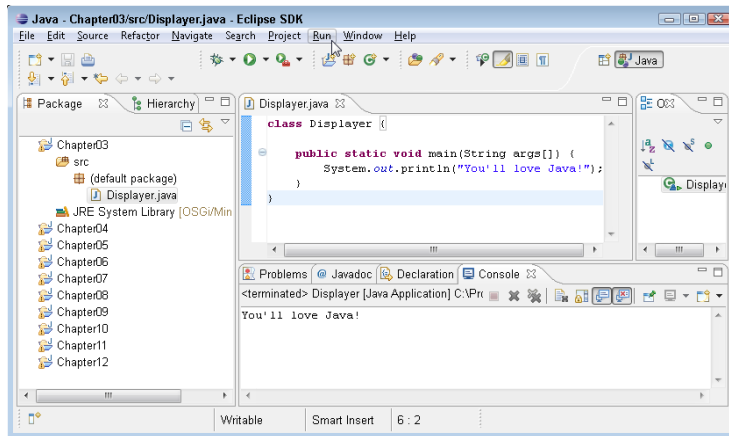 Java - Chapter03/src/Displayer.java - Eclipse SDK
File Edit Source Refactor Navigate Search Project Run Window Help
Java
Package Hierarchy
Displayer.java
Chapter03
src
(default package)
Displayer.java
JRE System Library [OSGi/Min
Chapter04
Chapter05
Chapter06
Chapter07
Chapter08
Chapter09
Chapter10
Chapter11
Chapter12
class Displayer {
public static void main(String args[]) {
System.out.println("You'll love Java!");
}
}
Display
Problems Javadoc Declaration Console
<terminated> Displayer [Java Application] C:\Pr
You'll love Java!
Writable Smart Insert 6 : 2